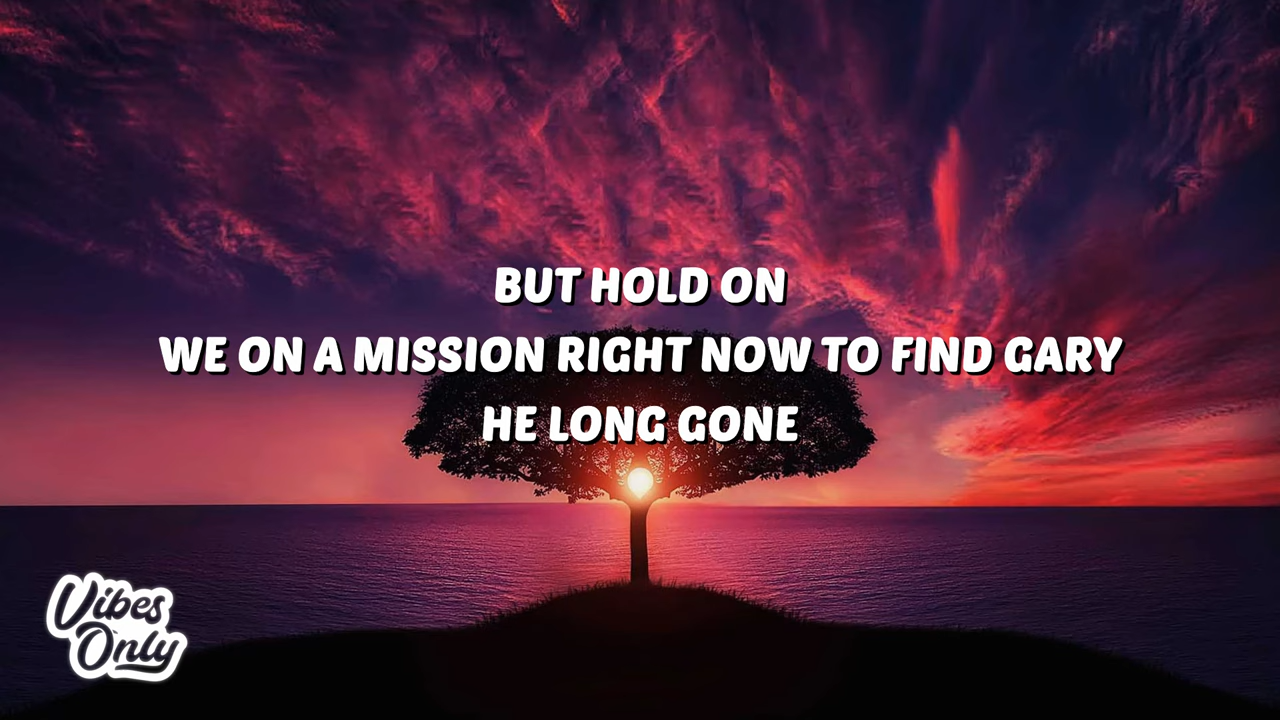 BUT HOLD ON
WE ON A MISSION RIGHT NOW TO FIND GARY
HE LONG GONE
Vibes
Only